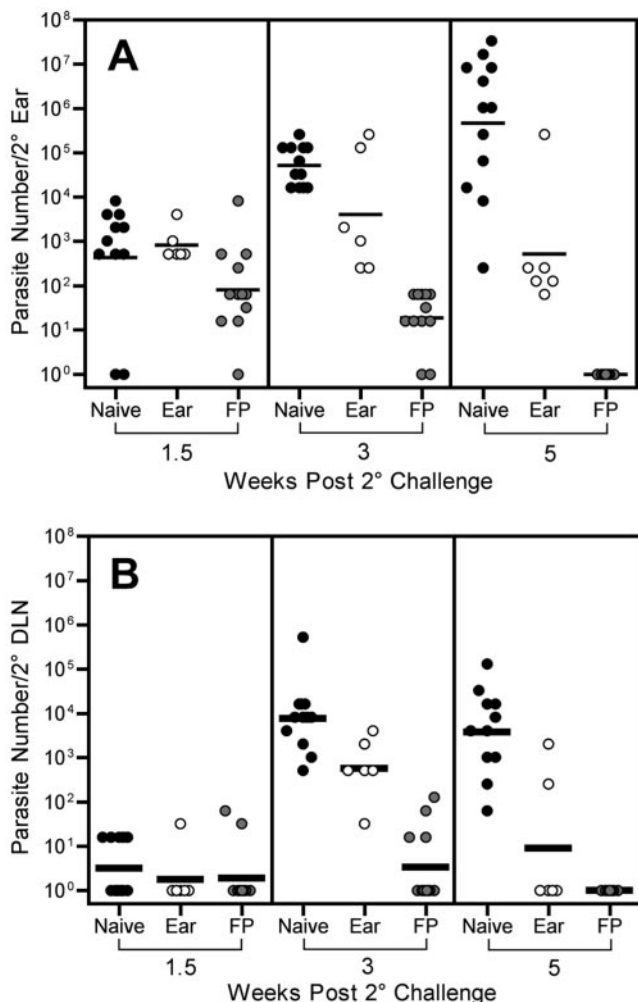 A
Parasite Number/2° Ear
10⁸
10⁷
10⁶
10⁵
10⁴
10³
10²
10¹
10⁰
Naive Ear FP Naive Ear FP Naive Ear FP
1.5 3 5
Weeks Post 2° Challenge
B
Parasite Number/2° DLN
10⁸
10⁷
10⁶
10⁵
10⁴
10³
10²
10¹
10⁰
Naive Ear FP Naive Ear FP Naive Ear FP
1.5 3 5
Weeks Post 2° Challenge